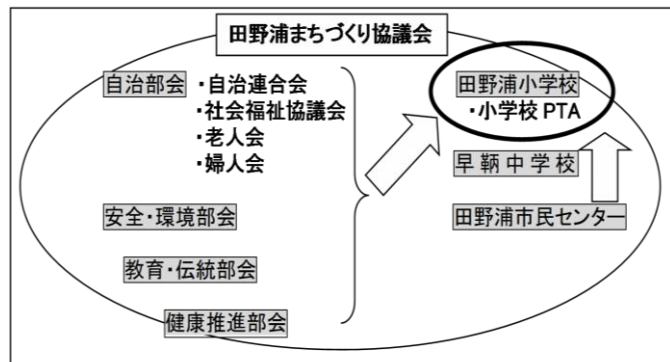 田野浦まちづくり協議会
自治部会
・自治連合会
・社会福祉協議会
・老人会
・婦人会
安全・環境部会
教育・伝統部会
健康推進部会
田野浦小学校
・小学校 PTA
早鞆中学校
田野浦市民センター